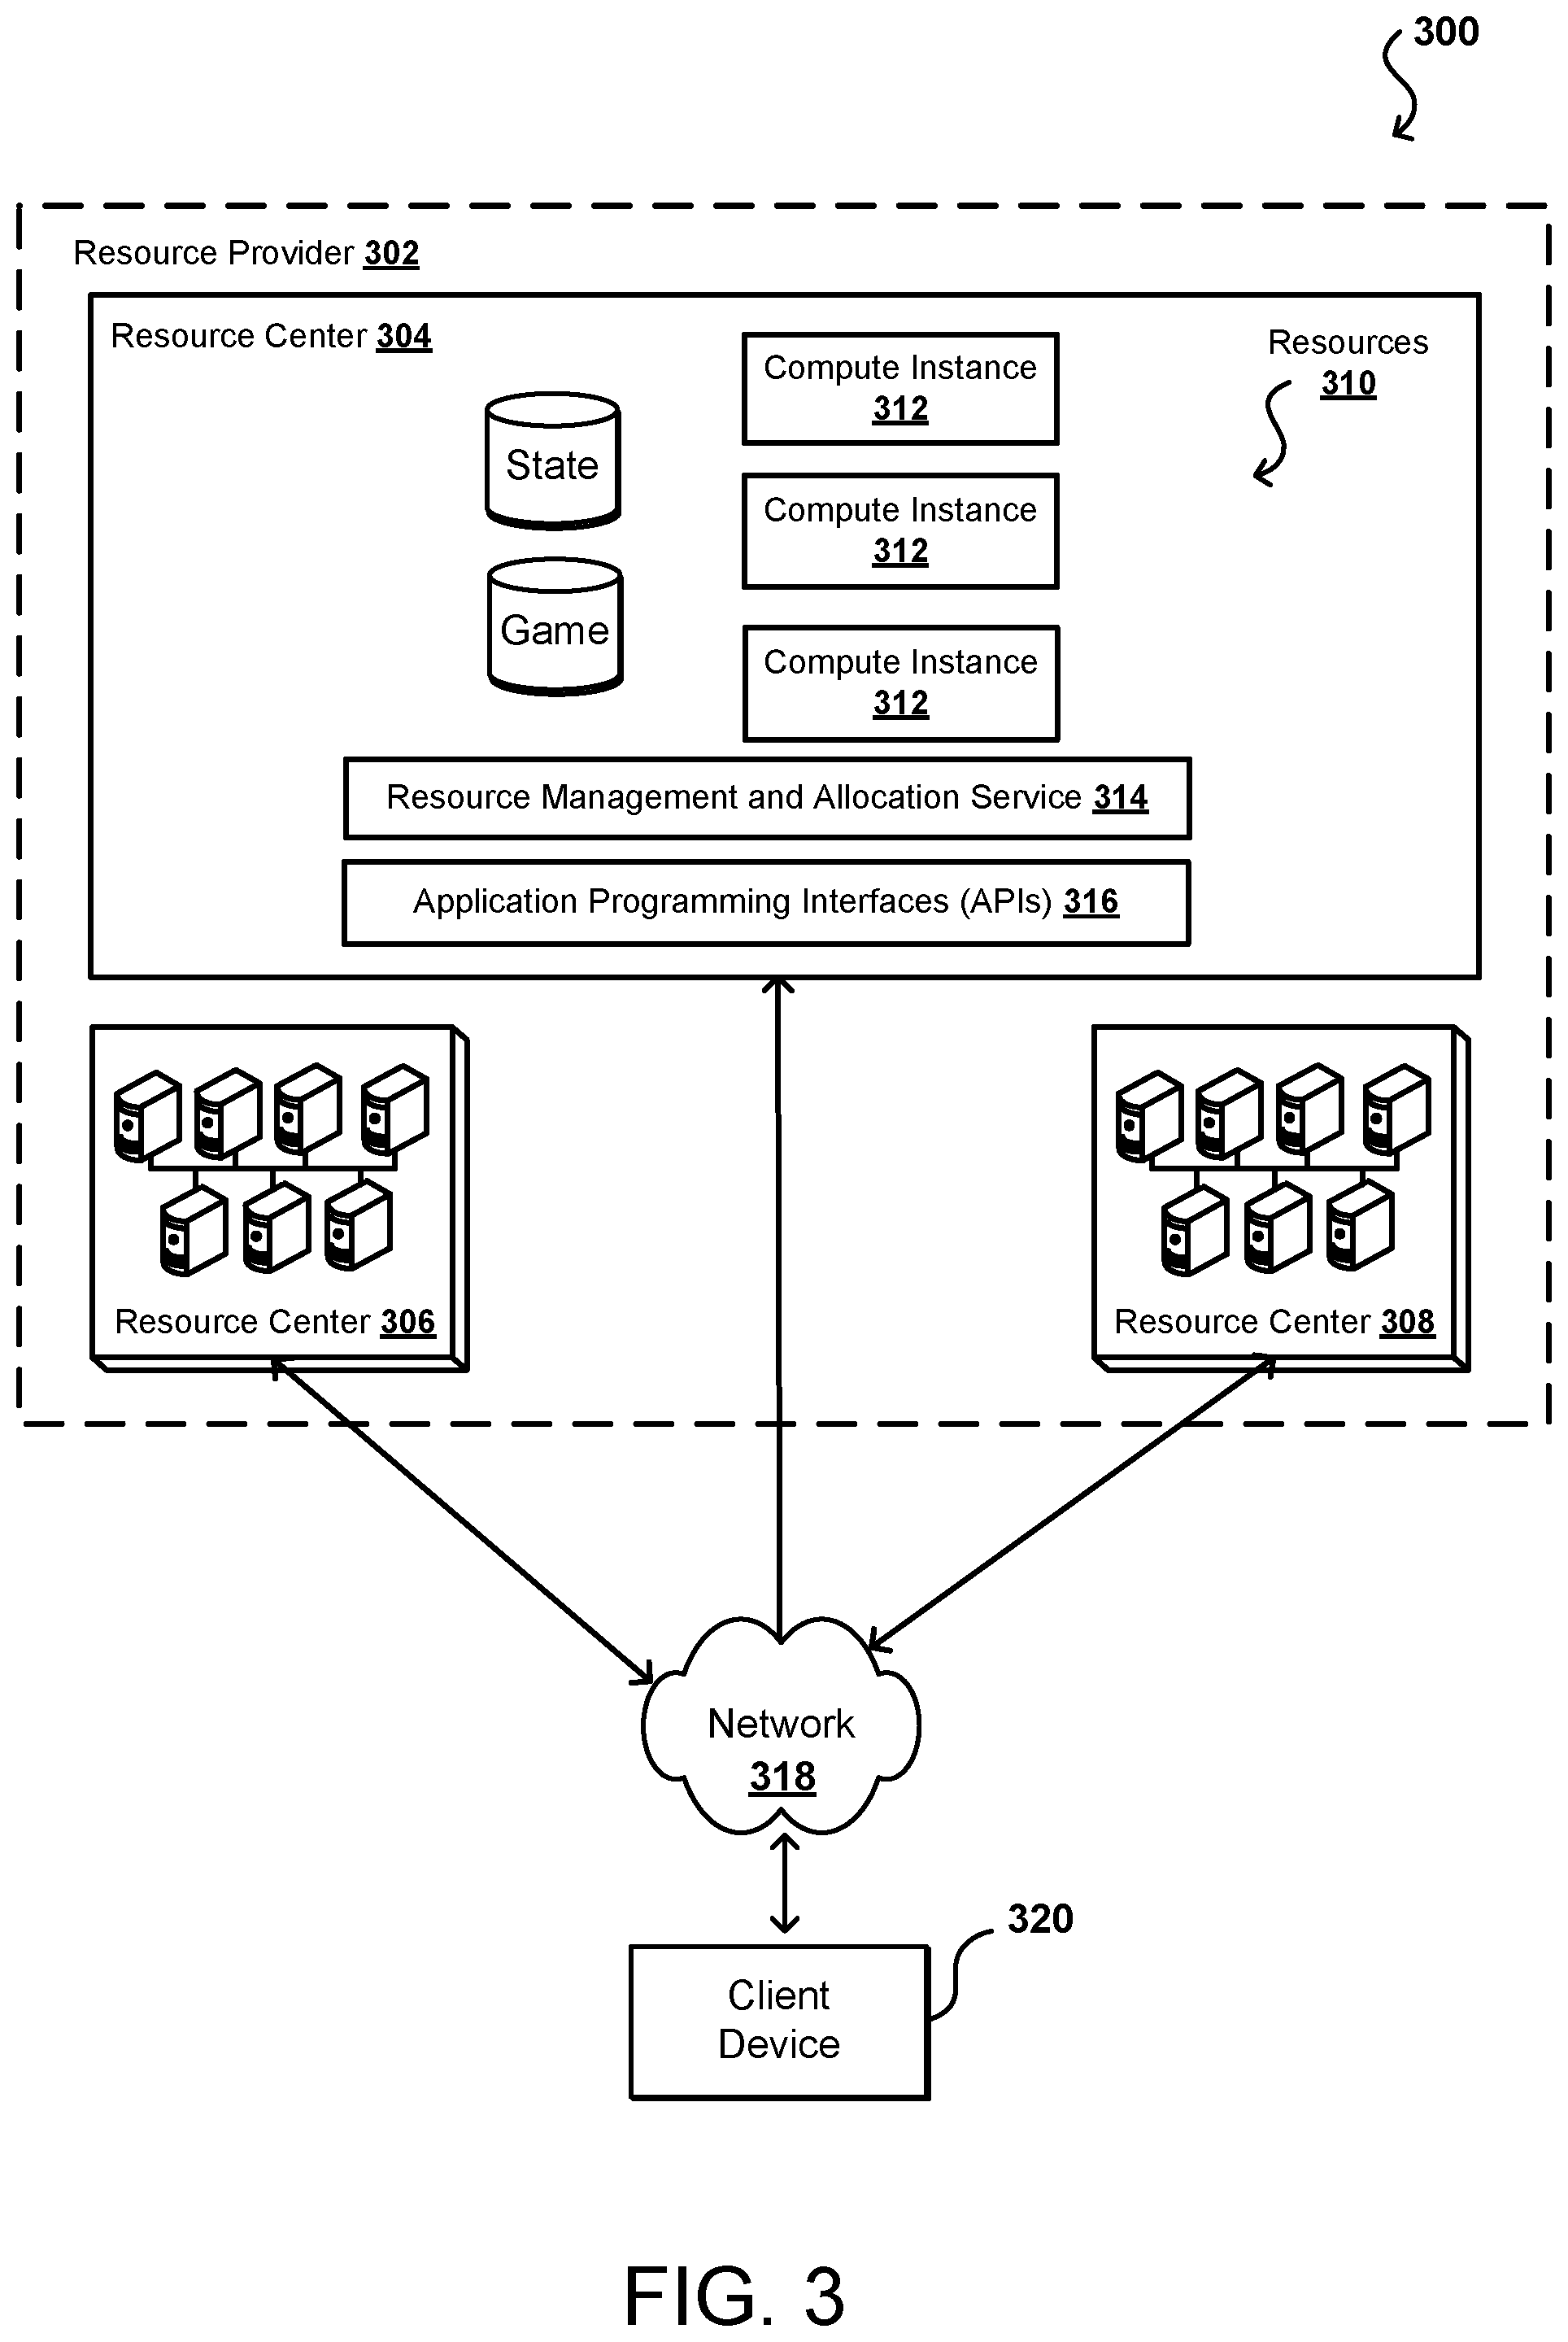 300
Resource Provider 302
Resource Center 304
Resources
310
Compute Instance
312
State
Compute Instance
312
Game
Compute Instance
312
Resource Management and Allocation Service 314
Application Programming Interfaces (APIs) 316
Resource Center 306
Resource Center 308
Network
318
320
Client
Device
FIG. 3